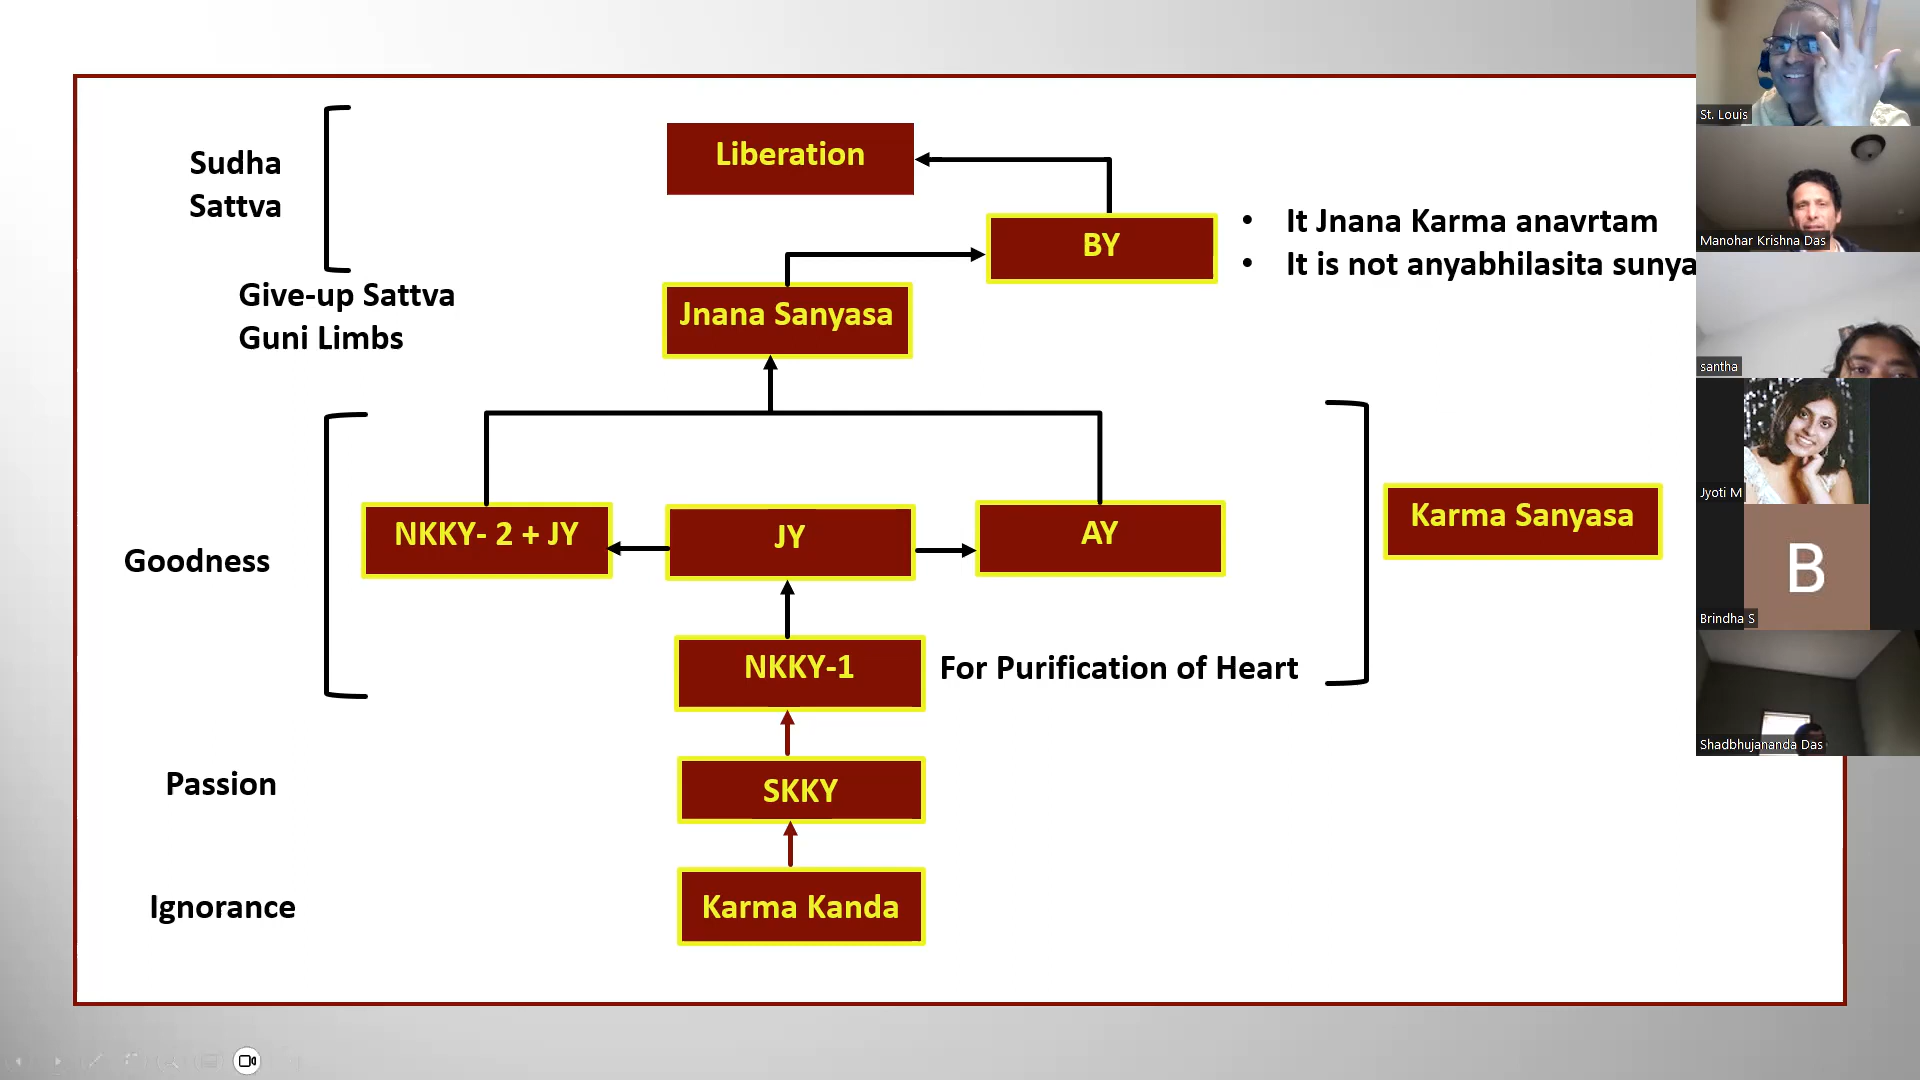 Liberation
Sudha
Sattva
BY
• It Jnana Karma anavrtam
• It is not anyabhilasita sunya
Give-up Sattva
Guni Limbs
Jnana Sanyasa
Goodness
NKKY- 2 + JY
JY
AY
Karma Sanyasa
NKKY-1
For Purification of Heart
Passion
SKKY
Ignorance
Karma Kanda
St. Louis
Manohar Krishna Das
santha
Jyoti M
B
Brindha S
Shadbhujananda Das